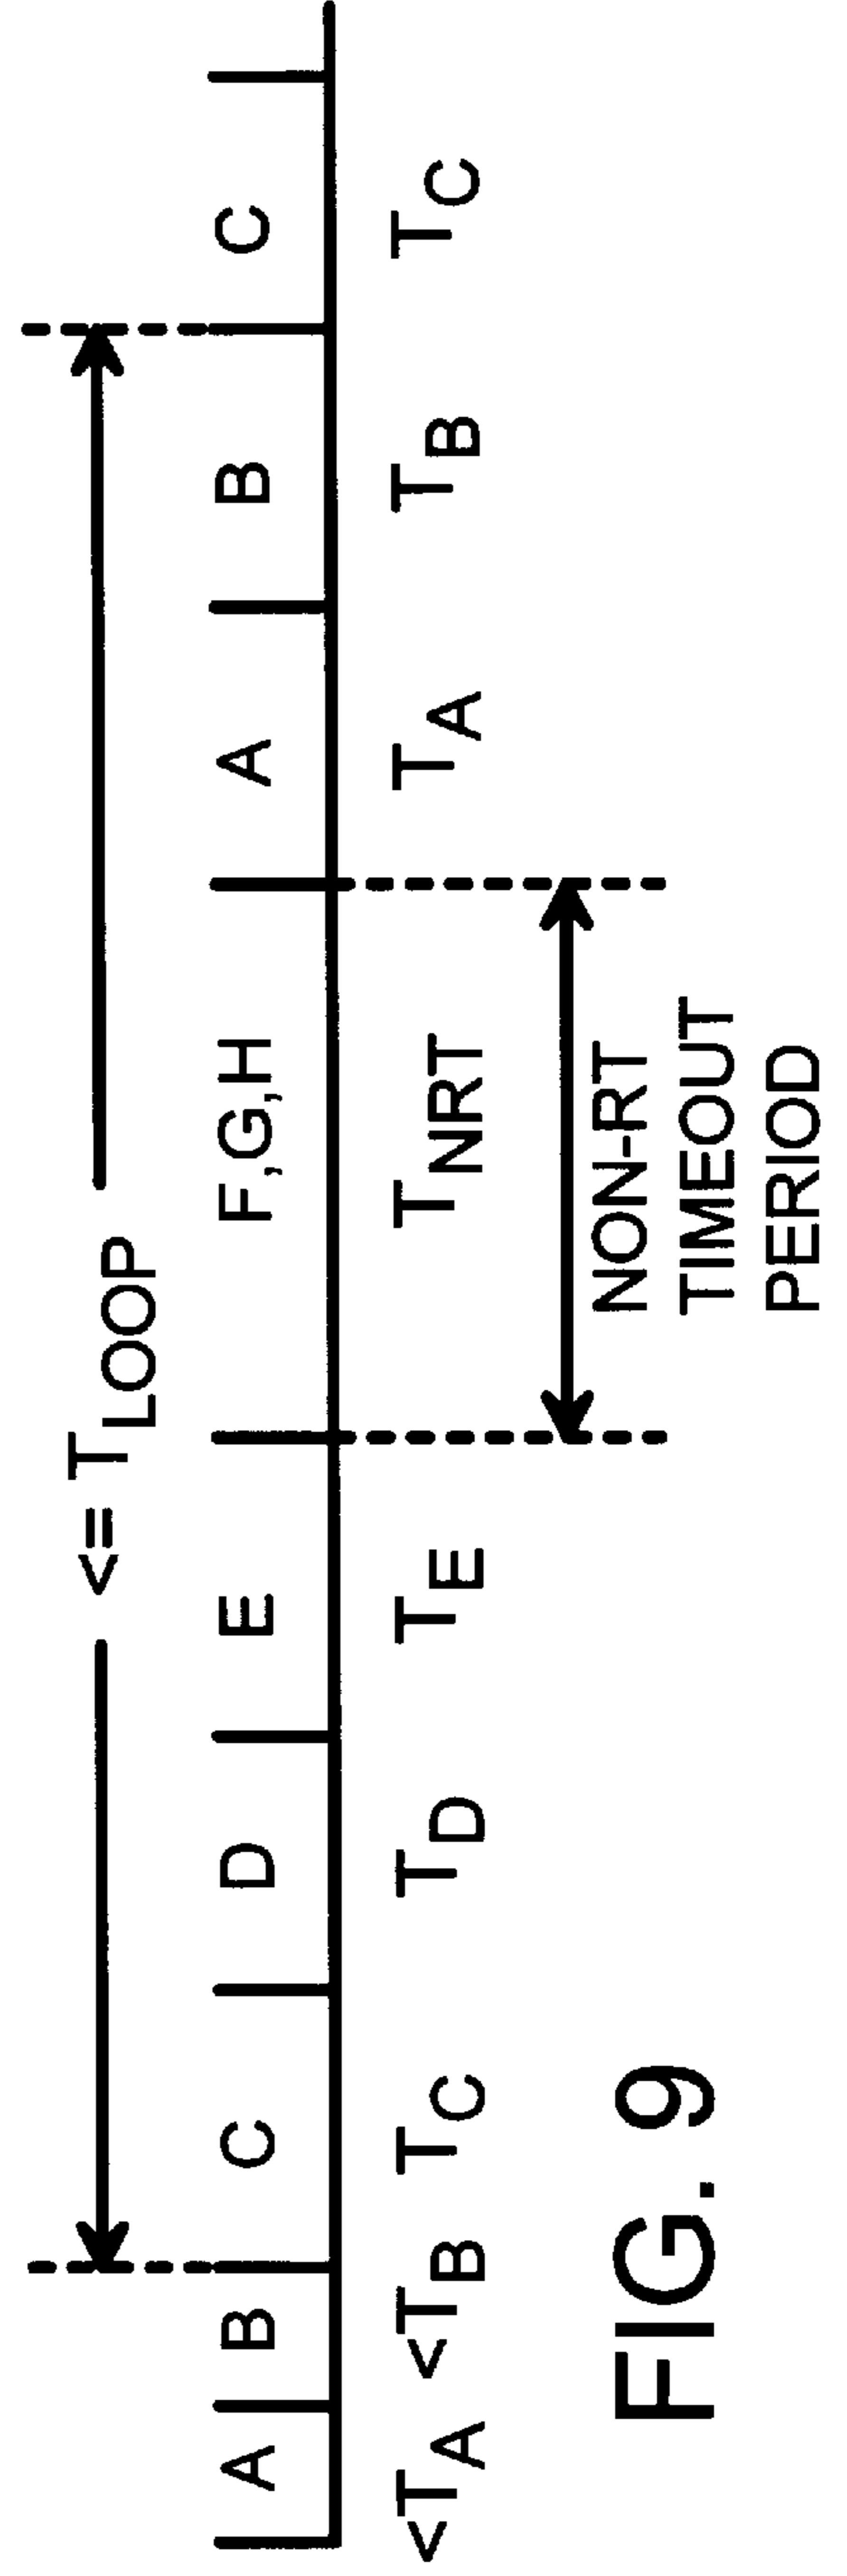 <= T_LOOP
A B C D E F,G,H A B C
<T_A <T_B T_C T_D T_E T_NRT T_A T_B T_C
NON-RT
TIMEOUT
PERIOD
FIG. 9